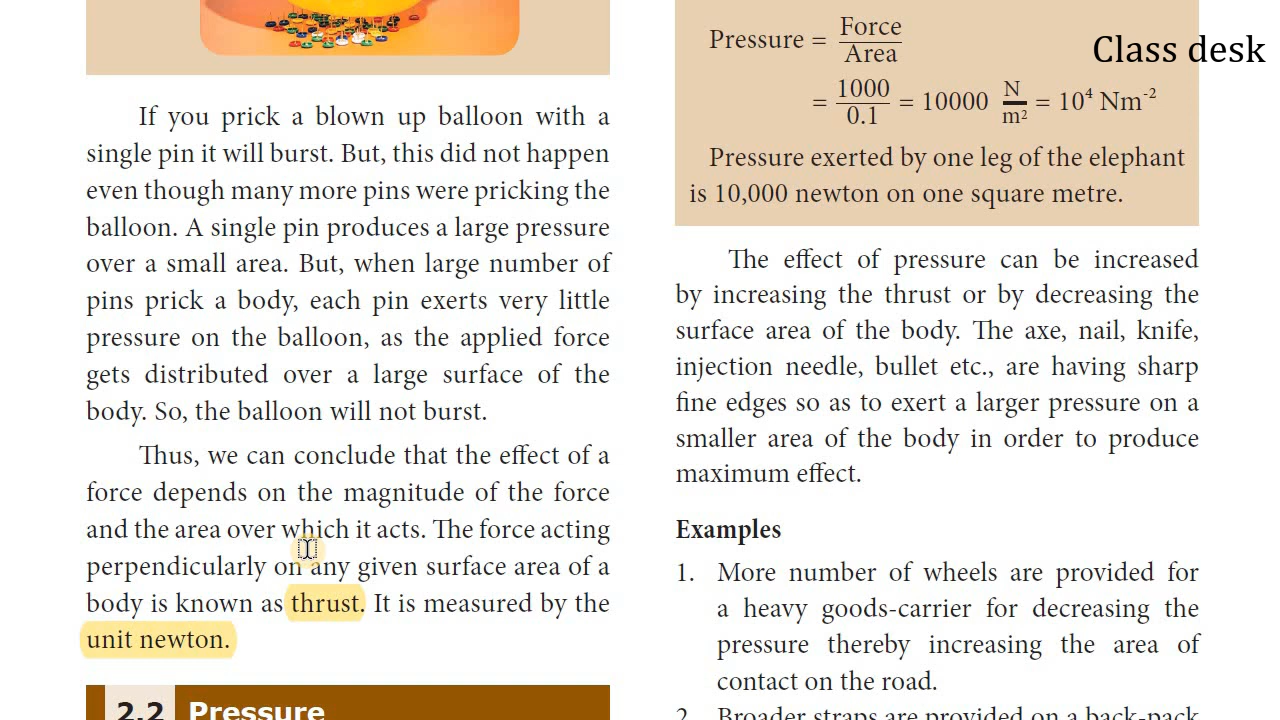 If you prick a blown up balloon with a
single pin it will burst. But, this did not happen
even though many more pins were pricking the
balloon. A single pin produces a large pressure
over a small area. But, when large number of
pins prick a body, each pin exerts very little
pressure on the balloon, as the applied force
gets distributed over a large surface of the
body. So, the balloon will not burst.
Thus, we can conclude that the effect of a
force depends on the magnitude of the force
and the area over which it acts. The force acting
perpendicularly on any given surface area of a
body is known as thrust. It is measured by the
unit newton.
2.2 Pressure
Pressure = Force / Area
= 1000 / 0.1 = 10000 N / m² = 10⁴ Nm⁻²
Pressure exerted by one leg of the elephant
is 10,000 newton on one square metre.
The effect of pressure can be increased
by increasing the thrust or by decreasing the
surface area of the body. The axe, nail, knife,
injection needle, bullet etc., are having sharp
fine edges so as to exert a larger pressure on a
smaller area of the body in order to produce
maximum effect.
Examples
1. More number of wheels are provided for
a heavy goods-carrier for decreasing the
pressure thereby increasing the area of
contact on the road.
2. Broader straps are provided on a back-pack
Class desk